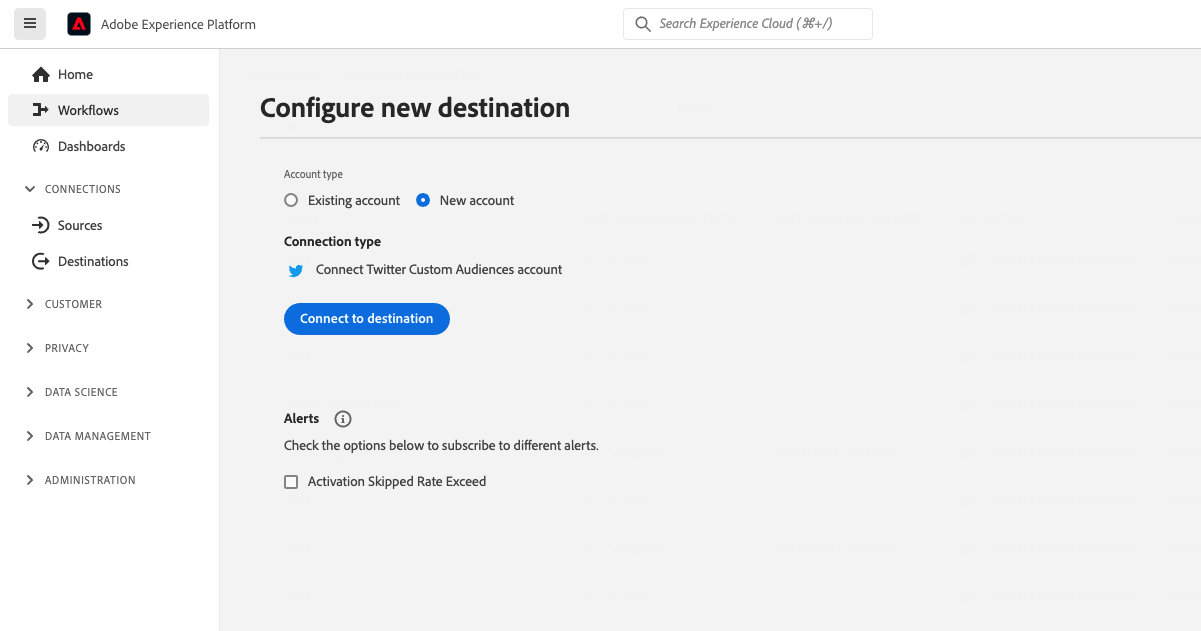 Adobe Experience Platform
Search Experience Cloud (⌘+/)
Home
Workflows
Dashboards
CONNECTIONS
Sources
Destinations
CUSTOMER
PRIVACY
DATA SCIENCE
DATA MANAGEMENT
ADMINISTRATION
Configure new destination
Account type
Existing account
New account
Connection type
Connect Twitter Custom Audiences account
Connect to destination
Alerts
Check the options below to subscribe to different alerts.
Activation Skipped Rate Exceed